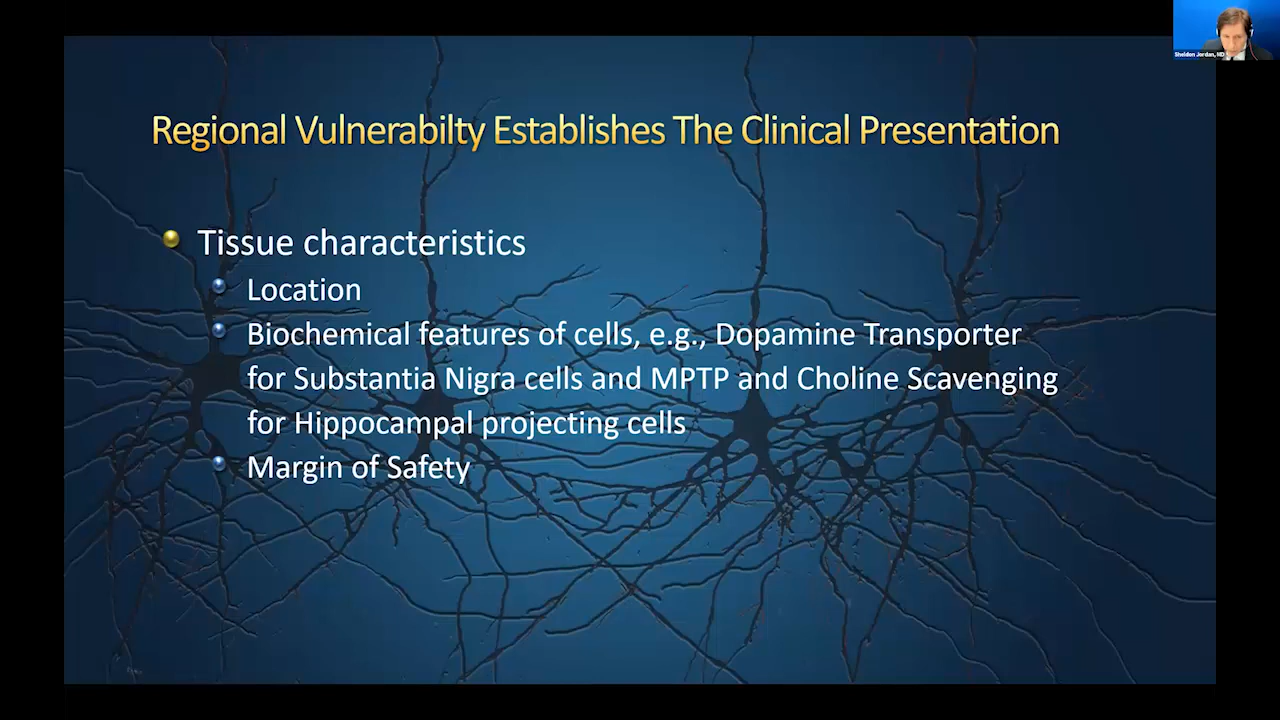 Sheldon Jordan, MD
Regional Vulnerabilty Establishes The Clinical Presentation
Tissue characteristics
Location
Biochemical features of cells, e.g., Dopamine Transporter
for Substantia Nigra cells and MPTP and Choline Scavenging
for Hippocampal projecting cells
Margin of Safety